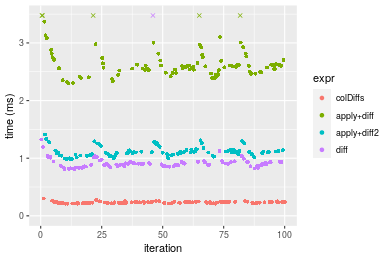 3
2
1
0
time (ms)
0
25
50
75
100
iteration
expr
colDiffs
apply+diff
apply+diff2
diff